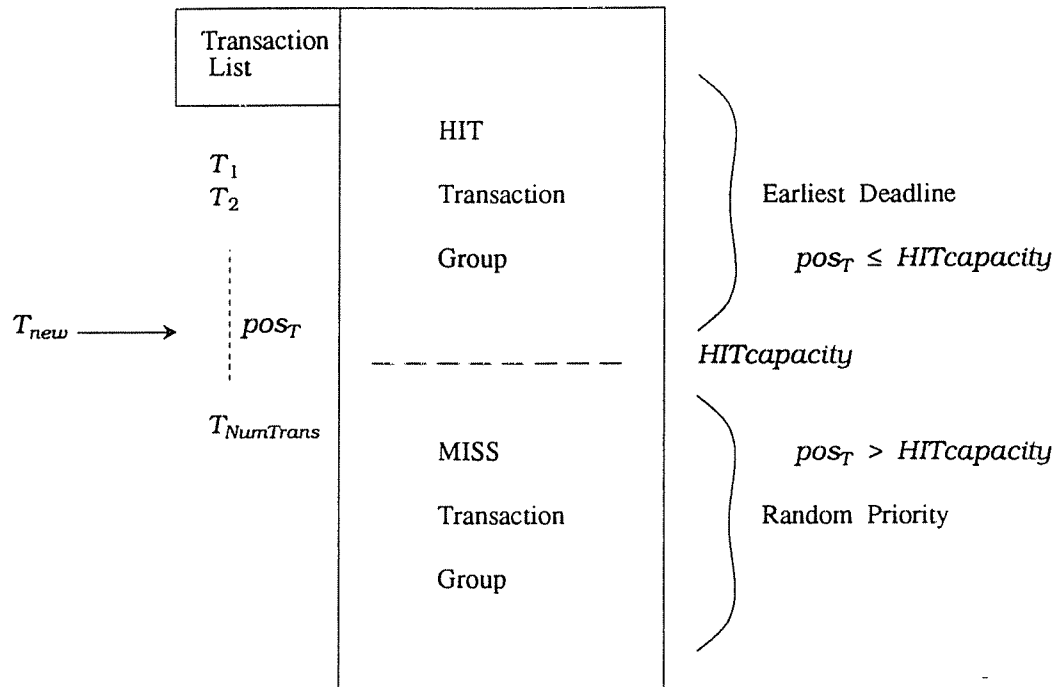 Transaction
List
HIT
T1
T2
Transaction
Earliest Deadline
Group
posT ≤ HITcapacity
Tnew
posT
HITcapacity
TNumTrans
MISS
posT > HITcapacity
Transaction
Random Priority
Group